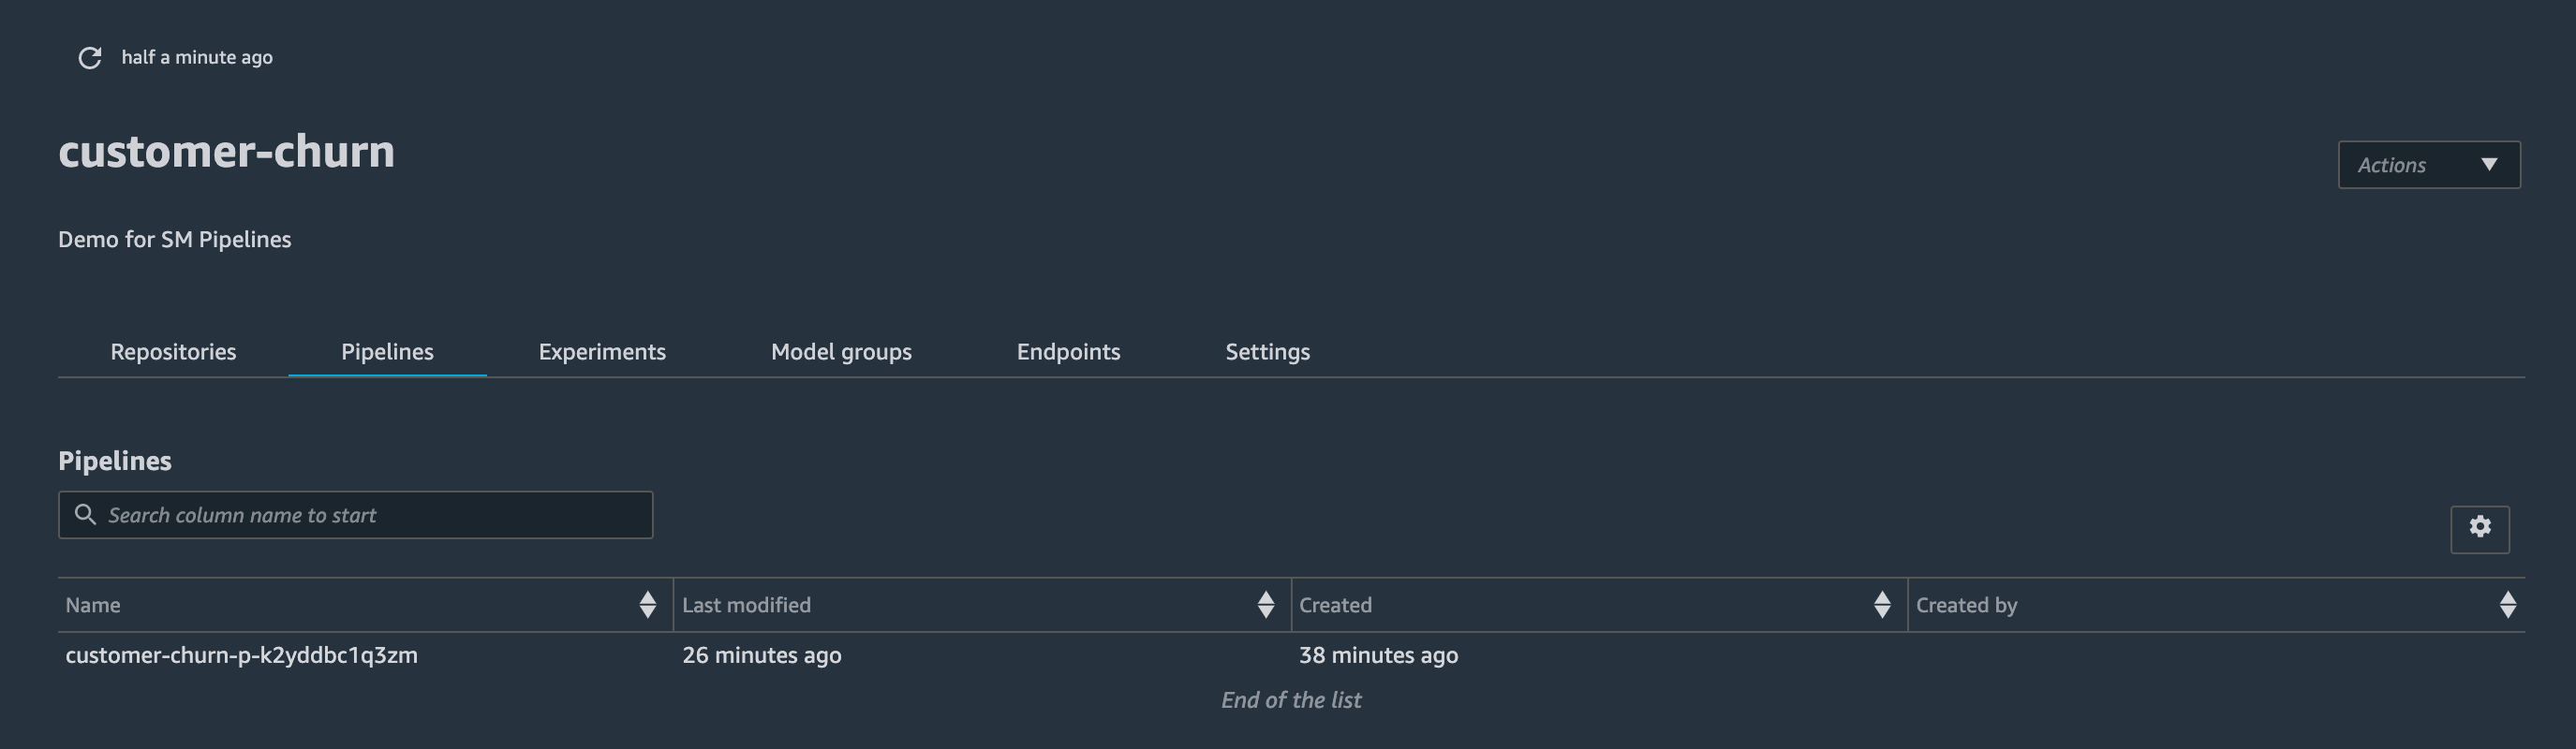 half a minute ago
customer-churn
Actions
Demo for SM Pipelines
Repositories Pipelines Experiments Model groups Endpoints Settings
Pipelines
Search column name to start
Name Last modified Created Created by
customer-churn-p-k2yddbc1q3zm 26 minutes ago 38 minutes ago
End of the list